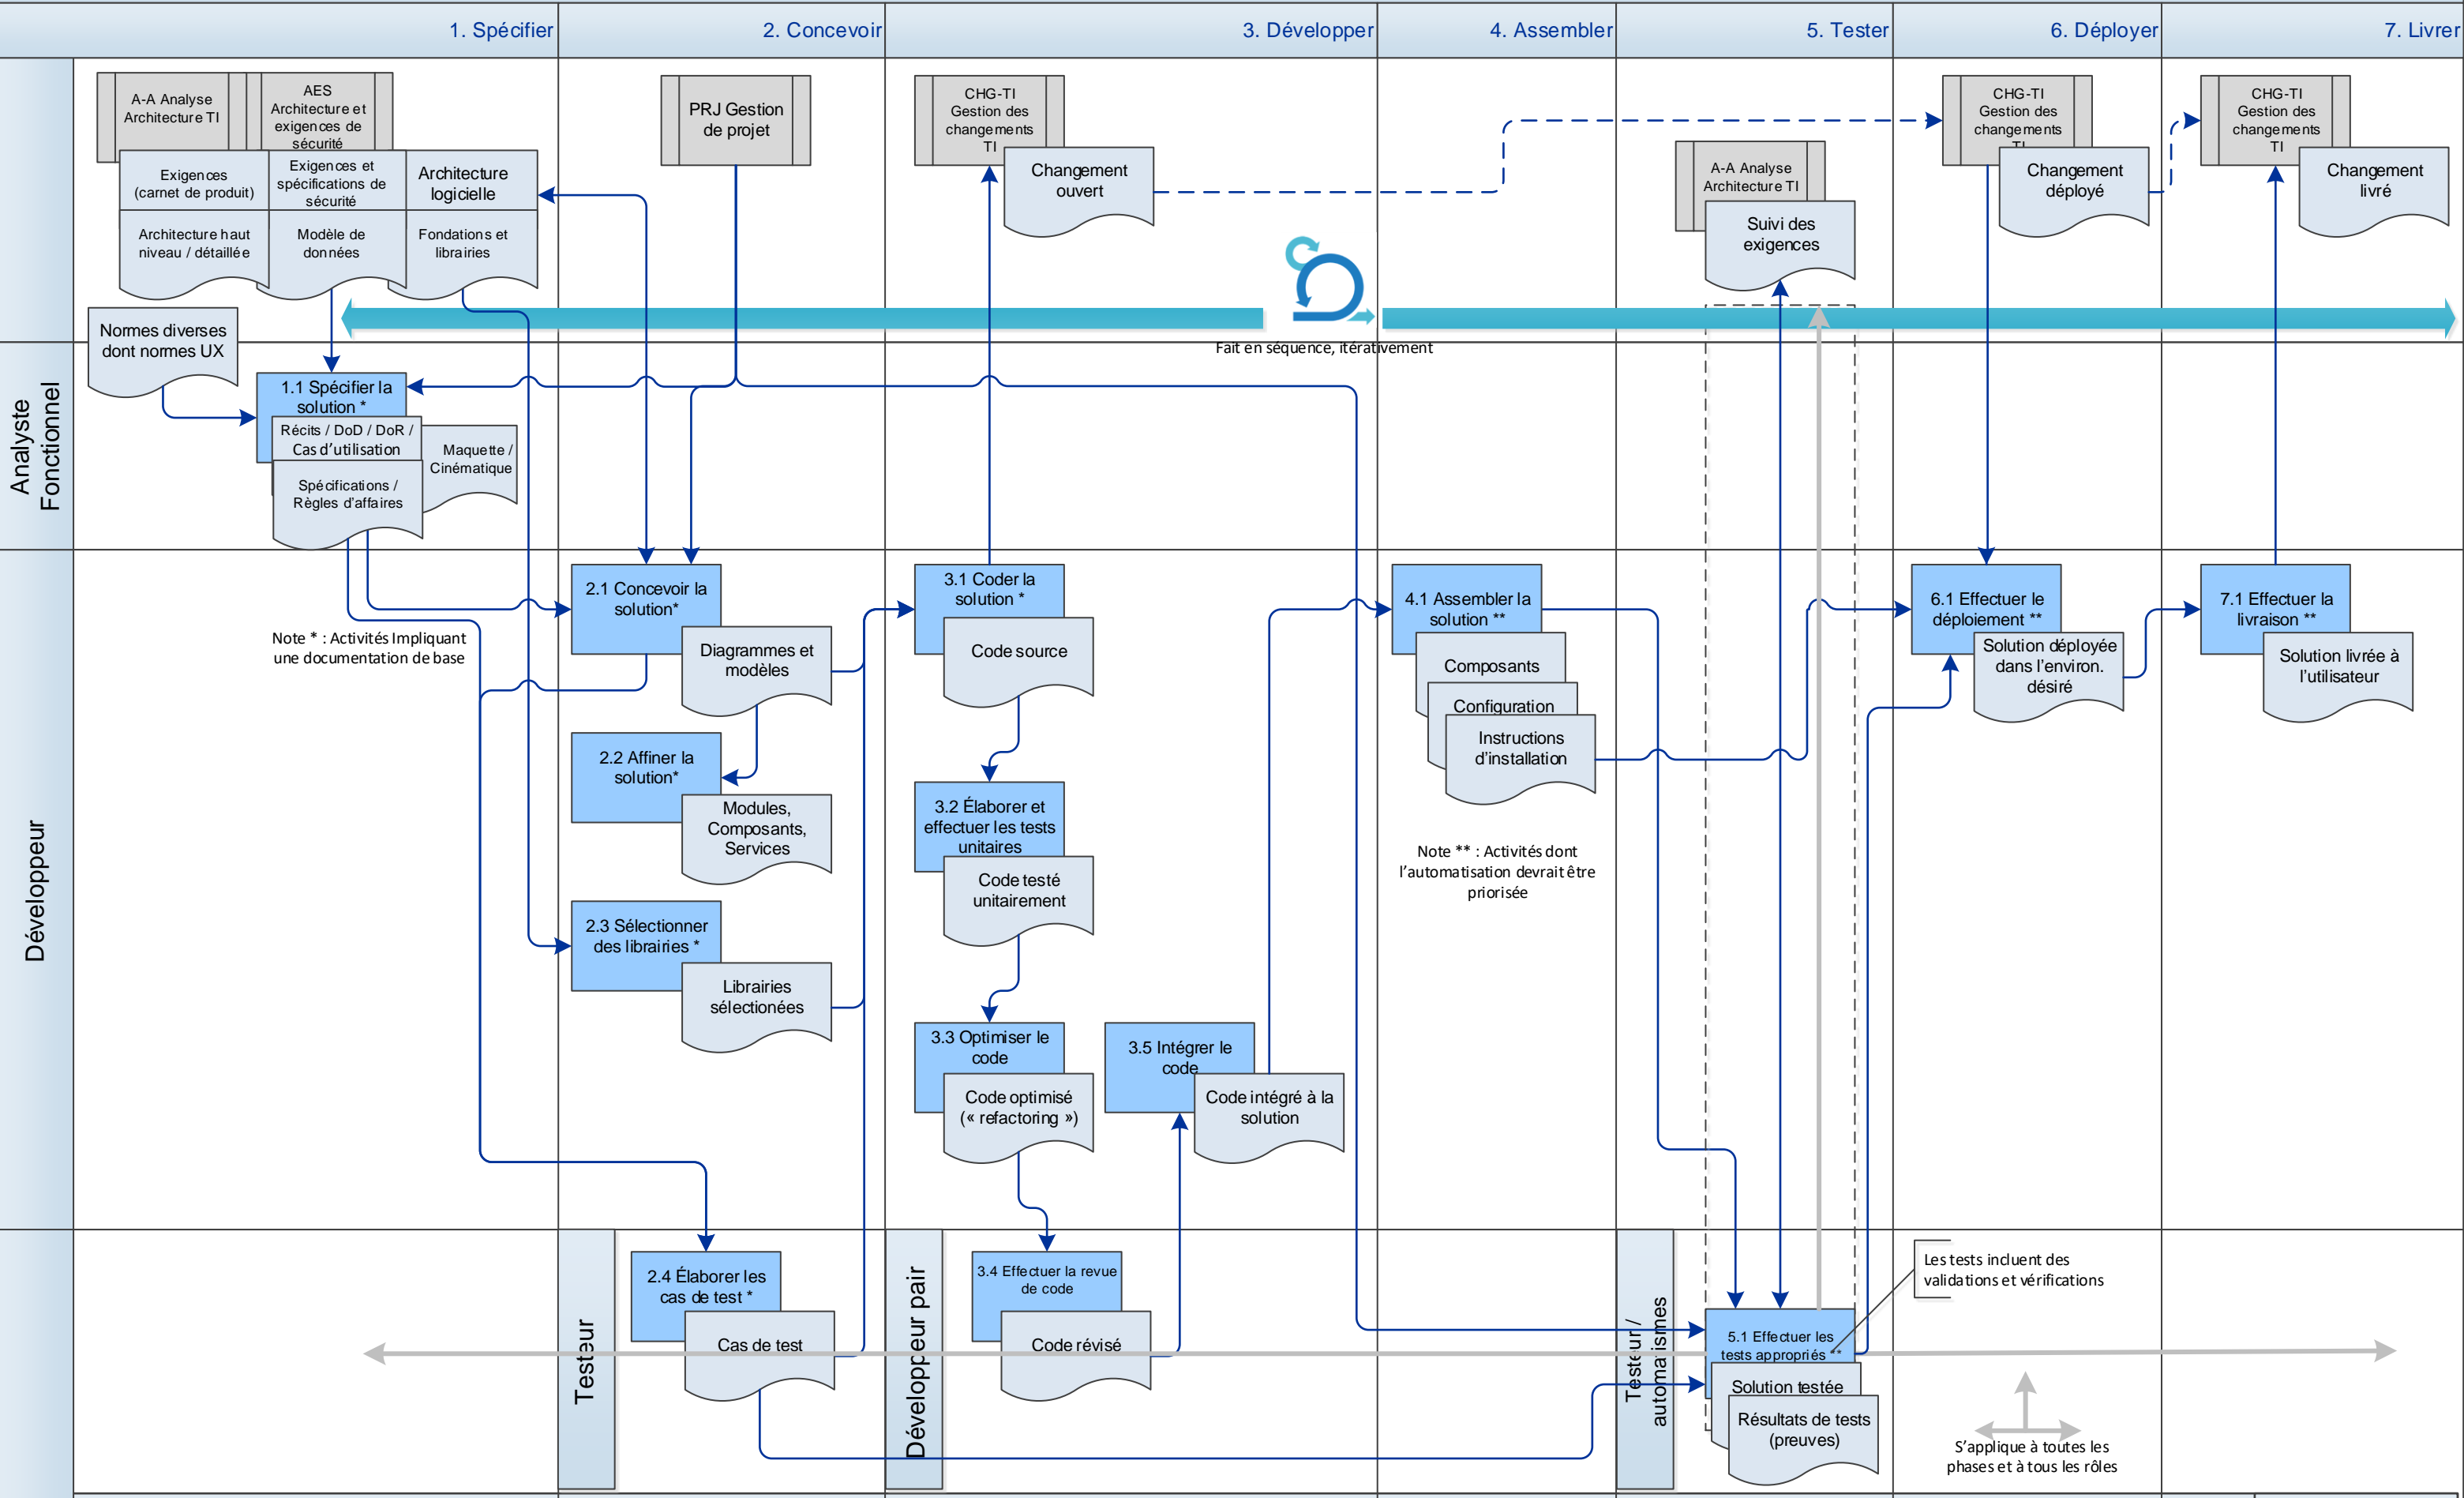 1. Spécifier
2. Concevoir
3. Développer
4. Assembler
5. Tester
6. Déployer
7. Livrer
A-A Analyse
Architecture TI
AES
Architecture et
exigences de
sécurité
Exigences
(carnet de produit)
Exigences et
spécifications de
sécurité
Architecture
logicielle
Architecture haut
niveau / détaillée
Modèle de
données
Fondations et
librairies
PRJ Gestion
de projet
CHG-TI
Gestion des
changements
TI
Changement
ouvert
A-A Analyse
Architecture TI
Suivi des
exigences
CHG-TI
Gestion des
changements
TI
Changement
déployé
CHG-TI
Gestion des
changements
TI
Changement
livré
Normes diverses
dont normes UX
Fait en séquence, itérativement
Analyste
Fonctionnel
1.1 Spécifier la
solution *
Récits / DoD / DoR /
Cas d'utilisation
Maquette /
Cinématique
Spécifications /
Règles d'affaires
Développeur
Note * : Activités Impliquant
une documentation de base
2.1 Concevoir la
solution*
Diagrammes et
modèles
2.2 Affiner la
solution*
Modules,
Composants,
Services
2.3 Sélectionner
des librairies *
Librairies
sélectionées
3.1 Coder la
solution *
Code source
3.2 Élaborer et
effectuer les tests
unitaires
Code testé
unitairement
3.3 Optimiser le
code
Code optimisé
(« refactoring »)
3.5 Intégrer le
code
Code intégré à la
solution
4.1 Assembler la
solution **
Composants
Configuration
Instructions
d'installation
Note ** : Activités dont
l'automatisation devrait être
priorisée
6.1 Effectuer le
déploiement **
Solution déployée
dans l'environ.
désiré
7.1 Effectuer la
livraison **
Solution livrée à
l'utilisateur
Testeur
2.4 Élaborer les
cas de test *
Cas de test
Développeur pair
3.4 Effectuer la revue
de code
Code révisé
Testeur /
automatismes
5.1 Effectuer les
tests appropriés **
Solution testée
Résultats de tests
(preuves)
Les tests incluent des
validations et vérifications
S'applique à toutes les
phases et à tous les rôles